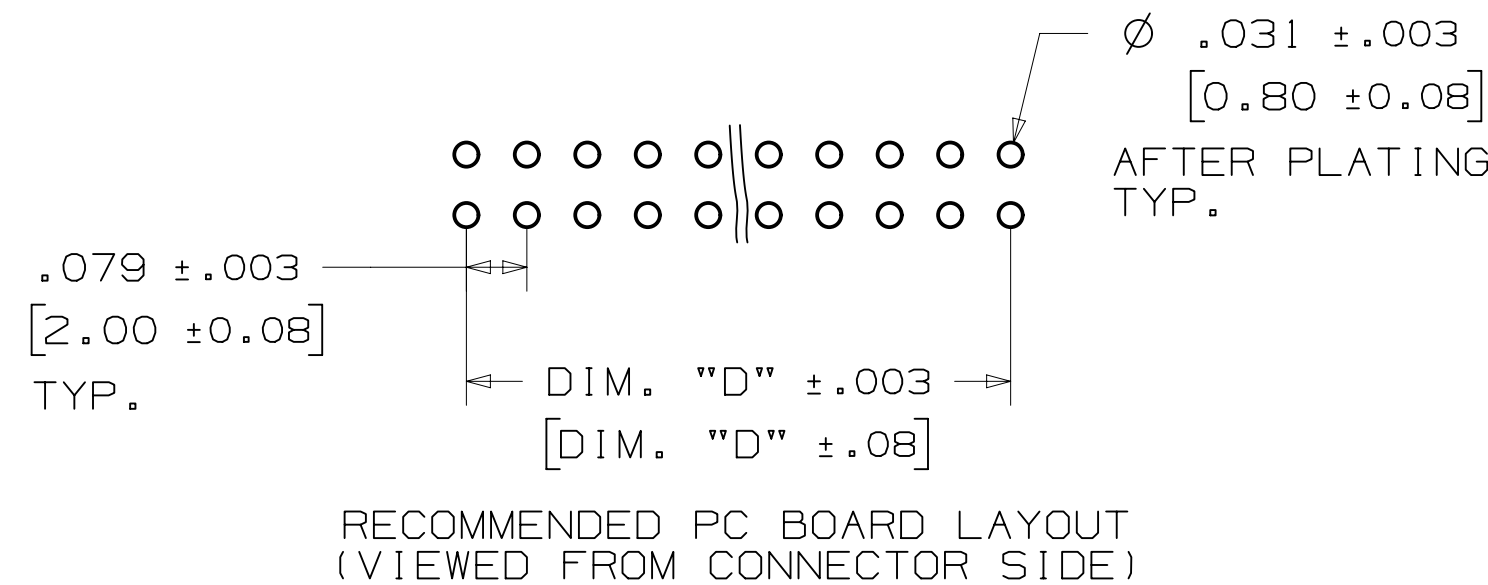 Ø .031 ±.003
[0.80 ±0.08]
AFTER PLATING
TYP.
.079 ±.003
[2.00 ±0.08]
TYP.
DIM. "D" ±.003
[DIM. "D" ±.08]
RECOMMENDED PC BOARD LAYOUT
(VIEWED FROM CONNECTOR SIDE)